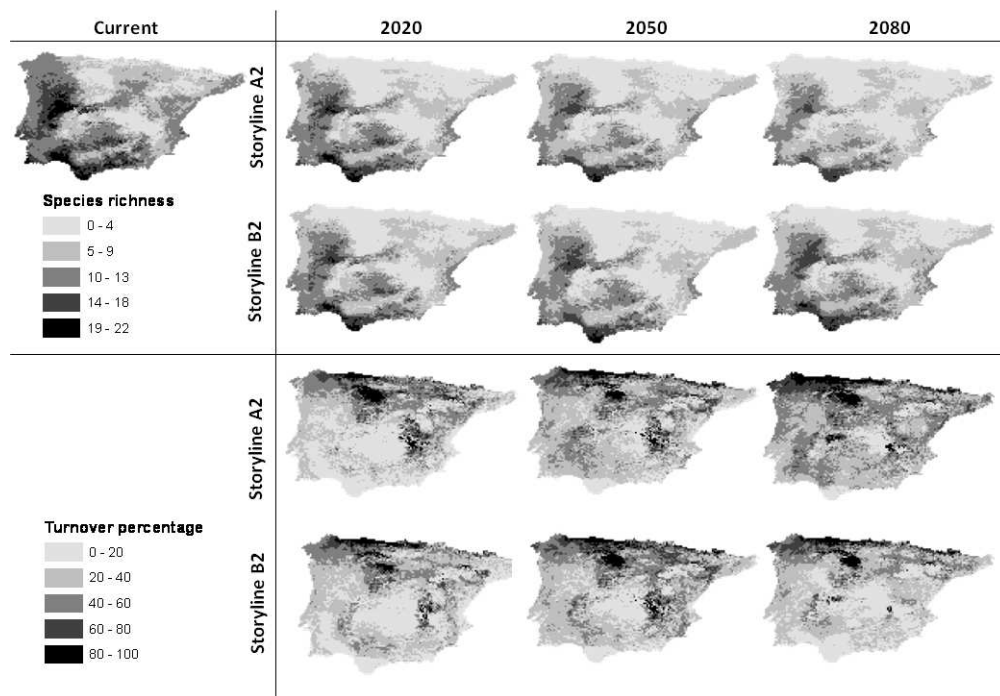 Current
2020
2050
2080
Storyline A2
Species richness
0 - 4
5 - 9
10 - 13
14 - 18
19 - 22
Storyline B2
Storyline A2
Turnover percentage
0 - 20
20 - 40
40 - 60
60 - 80
80 - 100
Storyline B2